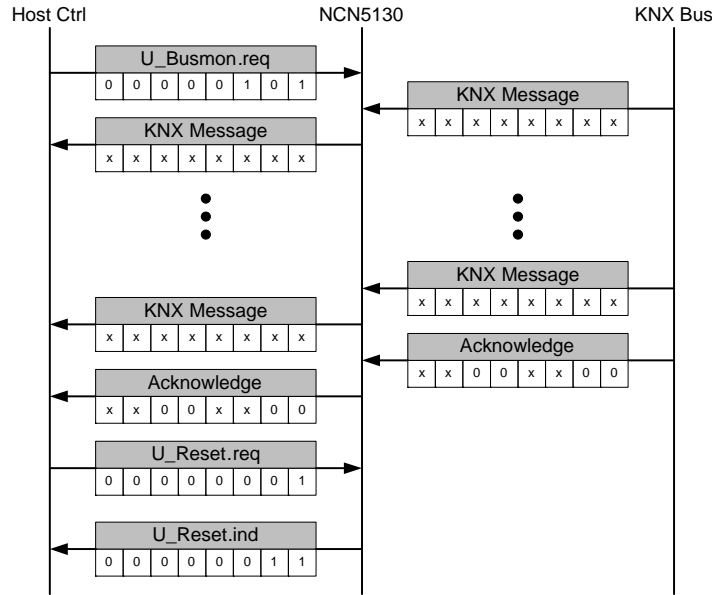 Host Ctrl NCN5130 KNX Bus
U_Busmon.req
0 0 0 0 0 1 0 1
KNX Message
x x x x x x x x
KNX Message
x x x x x x x x
KNX Message
x x x x x x x x
KNX Message
x x x x x x x x
Acknowledge
x x 0 0 x x 0 0
Acknowledge
x x 0 0 x x 0 0
U_Reset.req
0 0 0 0 0 0 0 1
U_Reset.ind
0 0 0 0 0 0 1 1